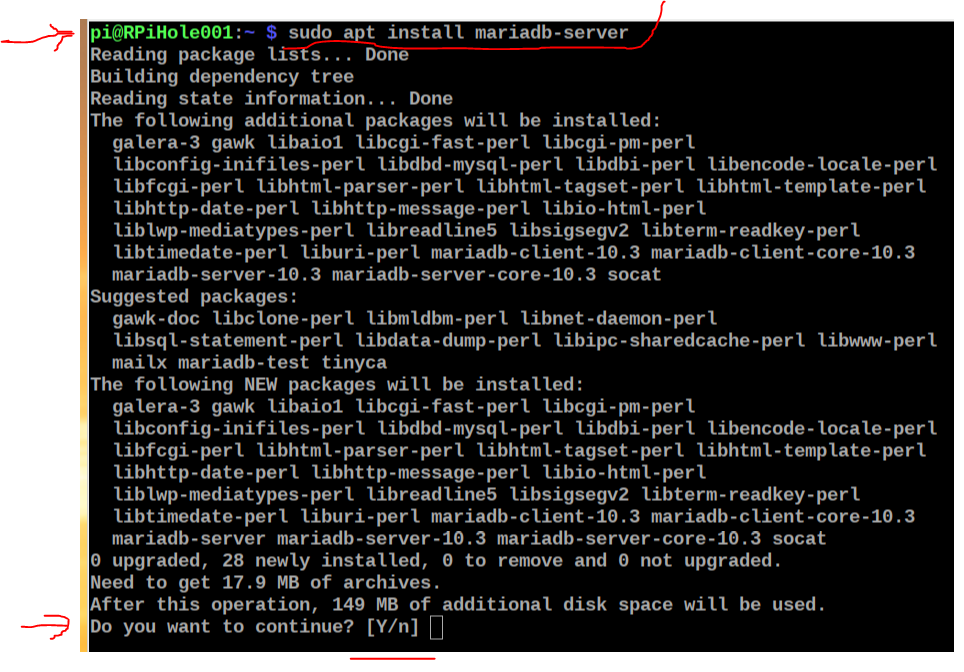 pi@RPiHole001:~ $ sudo apt install mariadb-server
Reading package lists... Done
Building dependency tree
Reading state information... Done
The following additional packages will be installed:
  galera-3 gawk libaio1 libcgi-fast-perl libcgi-pm-perl
  libconfig-inifiles-perl libdbd-mysql-perl libdbi-perl libencode-locale-perl
  libfcgi-perl libhtml-parser-perl libhtml-tagset-perl libhtml-template-perl
  libhttp-date-perl libhttp-message-perl libio-html-perl
  liblwp-mediatypes-perl libreadline5 libsigsegv2 libterm-readkey-perl
  libtimedate-perl liburi-perl mariadb-client-10.3 mariadb-client-core-10.3
  mariadb-server-10.3 mariadb-server-core-10.3 socat
Suggested packages:
  gawk-doc libclone-perl libmldbm-perl libnet-daemon-perl
  libsql-statement-perl libdata-dump-perl libipc-sharedcache-perl libwww-perl
  mailx mariadb-test tinyca
The following NEW packages will be installed:
  galera-3 gawk libaio1 libcgi-fast-perl libcgi-pm-perl
  libconfig-inifiles-perl libdbd-mysql-perl libdbi-perl libencode-locale-perl
  libfcgi-perl libhtml-parser-perl libhtml-tagset-perl libhtml-template-perl
  libhttp-date-perl libhttp-message-perl libio-html-perl
  liblwp-mediatypes-perl libreadline5 libsigsegv2 libterm-readkey-perl
  libtimedate-perl liburi-perl mariadb-client-10.3 mariadb-client-core-10.3
  mariadb-server mariadb-server-10.3 mariadb-server-core-10.3 socat
0 upgraded, 28 newly installed, 0 to remove and 0 not upgraded.
Need to get 17.9 MB of archives.
After this operation, 149 MB of additional disk space will be used.
Do you want to continue? [Y/n]